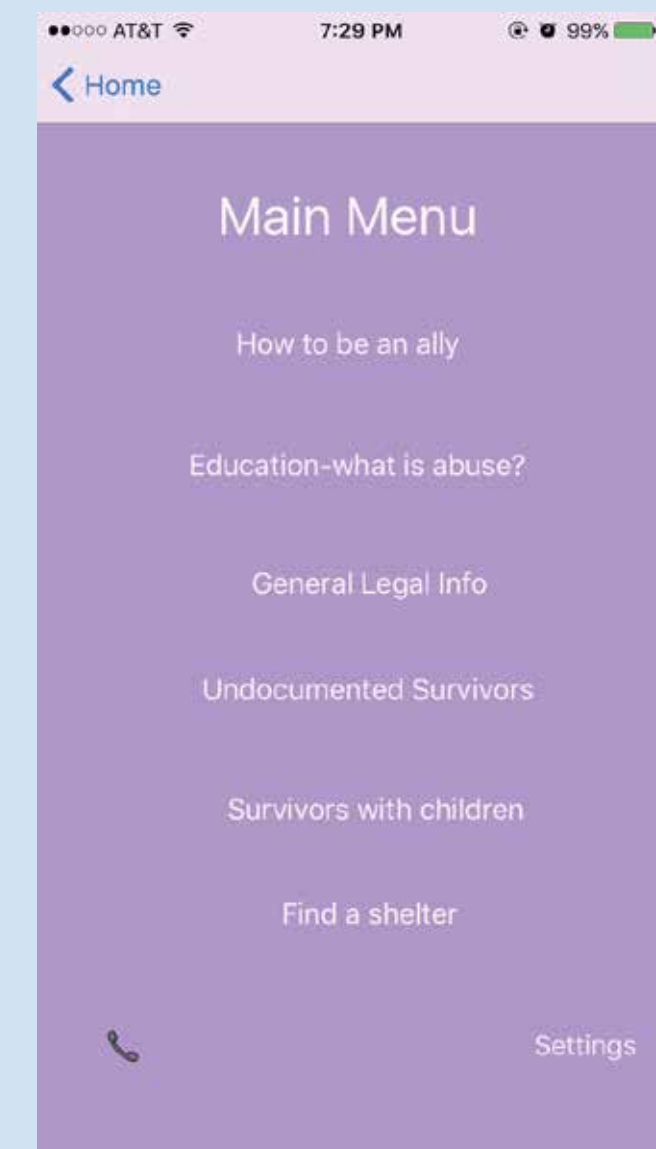 AT&T 7:29 PM 99%
Home
Main Menu
How to be an ally
Education-what is abuse?
General Legal Info
Undocumented Survivors
Survivors with children
Find a shelter
Settings